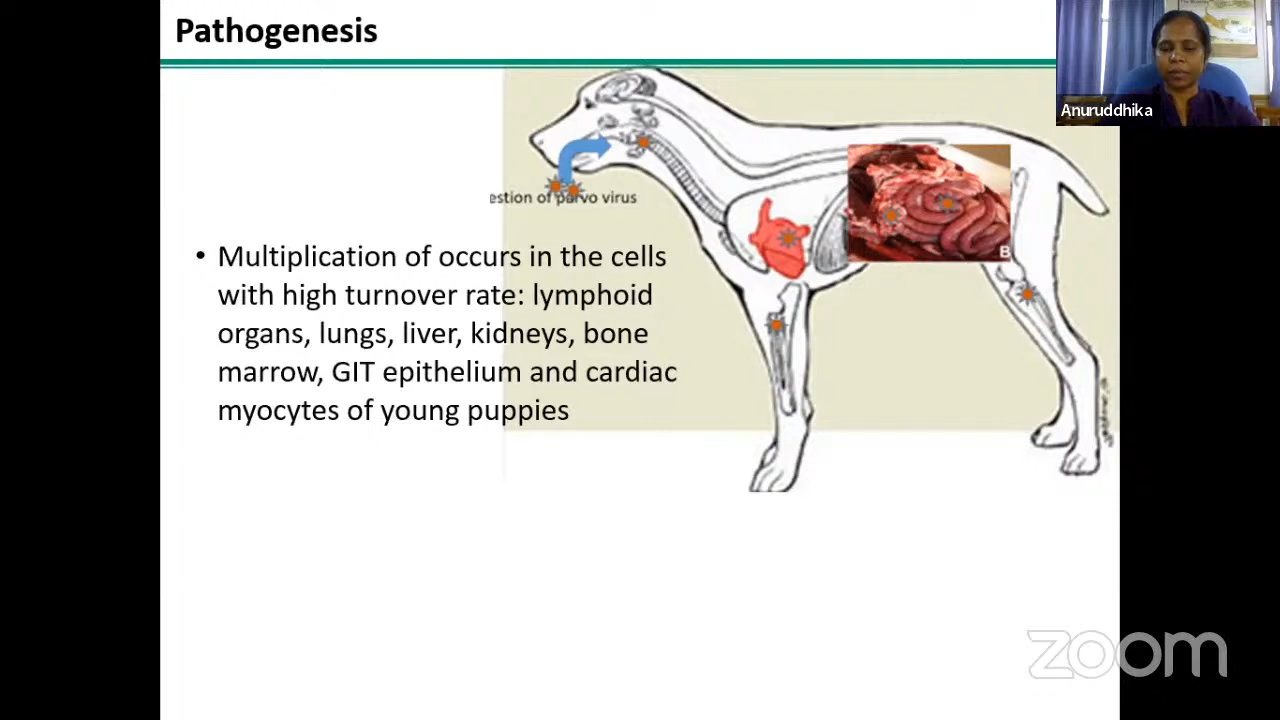 Pathogenesis
Anuruddhika
estion of parvo virus
• Multiplication of occurs in the cells
with high turnover rate: lymphoid
organs, lungs, liver, kidneys, bone
marrow, GIT epithelium and cardiac
myocytes of young puppies
B
zoom